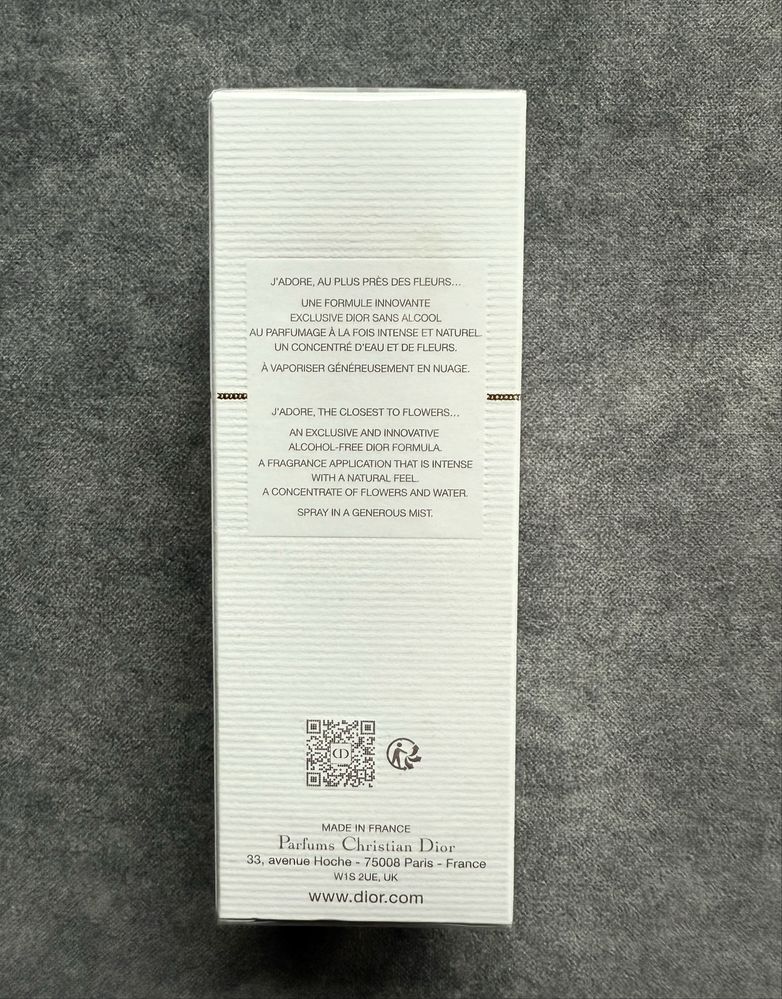 J'ADORE, AU PLUS PRÈS DES FLEURS...
UNE FORMULE INNOVANTE
EXCLUSIVE DIOR SANS ALCOOL
AU PARFUMAGE À LA FOIS INTENSE ET NATUREL.
UN CONCENTRÉ D'EAU ET DE FLEURS.
À VAPORISER GÉNÉREUSEMENT EN NUAGE.
J'ADORE, THE CLOSEST TO FLOWERS...
AN EXCLUSIVE AND INNOVATIVE
ALCOHOL-FREE DIOR FORMULA.
A FRAGRANCE APPLICATION THAT IS INTENSE
WITH A NATURAL FEEL.
A CONCENTRATE OF FLOWERS AND WATER.
SPRAY IN A GENEROUS MIST.
CD
MADE IN FRANCE
Parfums Christian Dior
33, avenue Hoche - 75008 Paris - France
W1S 2UE, UK
www.dior.com